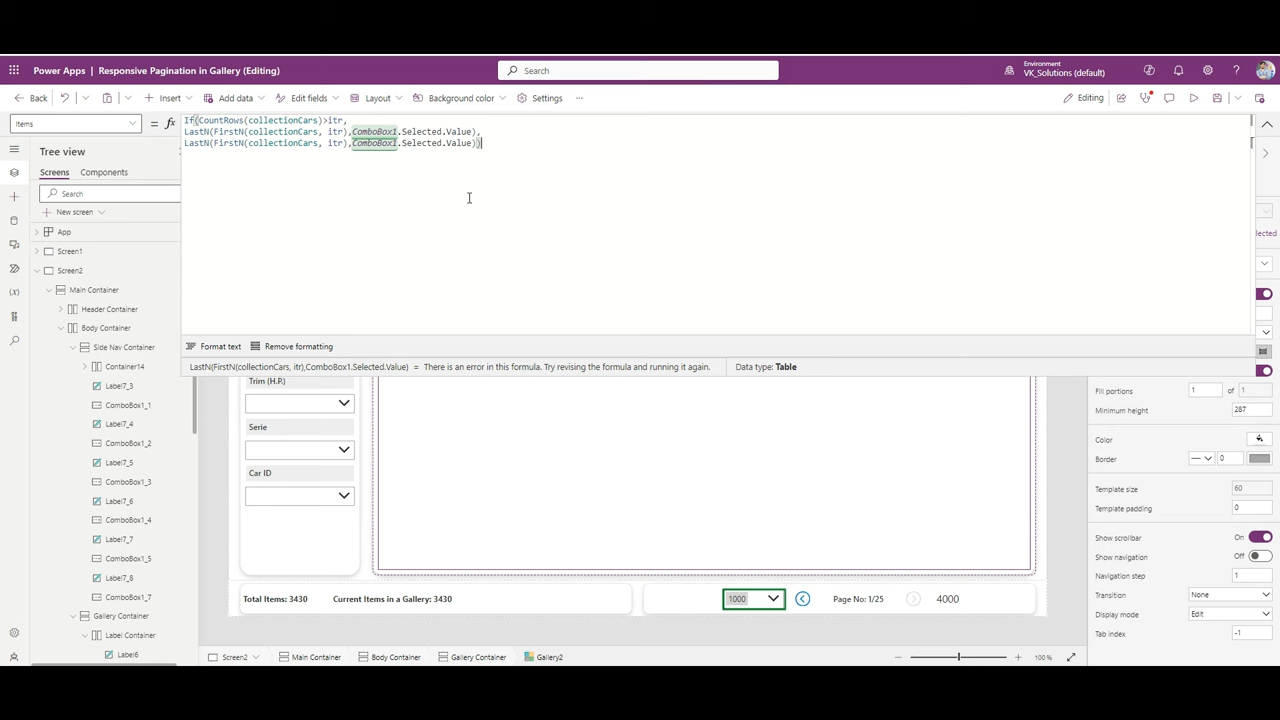 Power Apps | Responsive Pagination in Gallery (Editing)
Search
Environment
VK_Solutions (default)
Back
Insert
Add data
Edit fields
Layout
Background color
Settings
Editing
Items
= fx
If(CountRows(collectionCars)>itr,
LastN(FirstN(collectionCars, itr),ComboBox1.Selected.Value),
LastN(FirstN(collectionCars, itr),ComboBox1.Selected.Value))
Tree view
Screens
Components
Search
New screen
App
Screen1
Screen2
Main Container
Header Container
Body Container
Side Nav Container
Container14
Label7_3
ComboBox1_1
Label7_4
ComboBox1_2
Label7_5
ComboBox1_3
Label7_6
ComboBox1_4
Label7_7
ComboBox1_5
Label7_8
ComboBox1_7
Gallery Container
Label Container
Label6
Format text
Remove formatting
LastN(FirstN(collectionCars, itr),ComboBox1.Selected.Value) = There is an error in this formula. Try revising the formula and running it again.
Data type: Table
Trim (H.P.)
Serie
Car ID
Total Items: 3430
Current Items in a Gallery: 3430
1000
Page No: 1/25
4000
lected
Fill portions 1 of 1
Minimum height 287
Color
Border 0
Template size 60
Template padding 0
Show scrollbar On
Show navigation Off
Navigation step 1
Transition None
Display mode Edit
Tab index -1
Screen2
Main Container
Body Container
Gallery Container
Gallery2
100 %